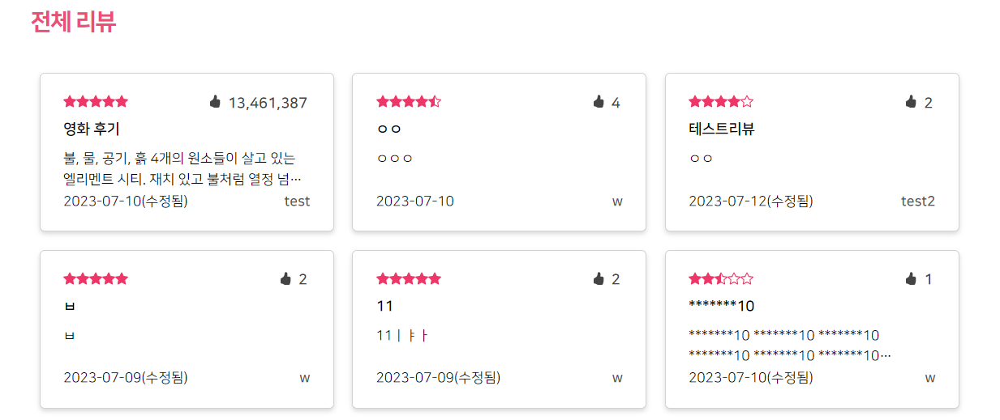 전체 리뷰
13,461,387
영화 후기
불, 물, 공기, 흙 4개의 원소들이 살고 있는
엘리멘트 시티. 재치 있고 불처럼 열정 넘…
2023-07-10(수정됨) test
4
ㅇㅇ
ㅇㅇㅇ
2023-07-10 w
2
테스트리뷰
ㅇㅇ
2023-07-12(수정됨) test2
2
ㅂ
ㅂ
2023-07-09(수정됨) w
2
11
11ㅣㅑㅏ
2023-07-09(수정됨) w
1
*******10
*******10 *******10 *******10
*******10 *******10 *******10…
2023-07-10(수정됨) w